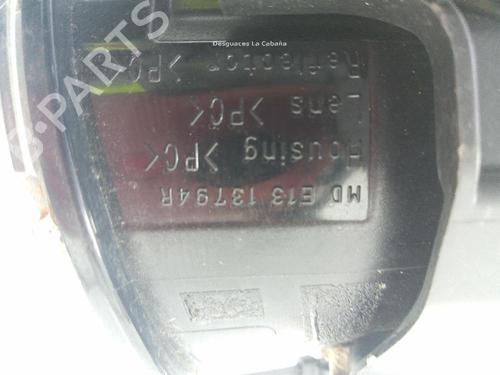 Desguaces La Cabaña
MD E13 13794R
Housing >PC<
Lens >PC<
Reflector >PC<
PARTS